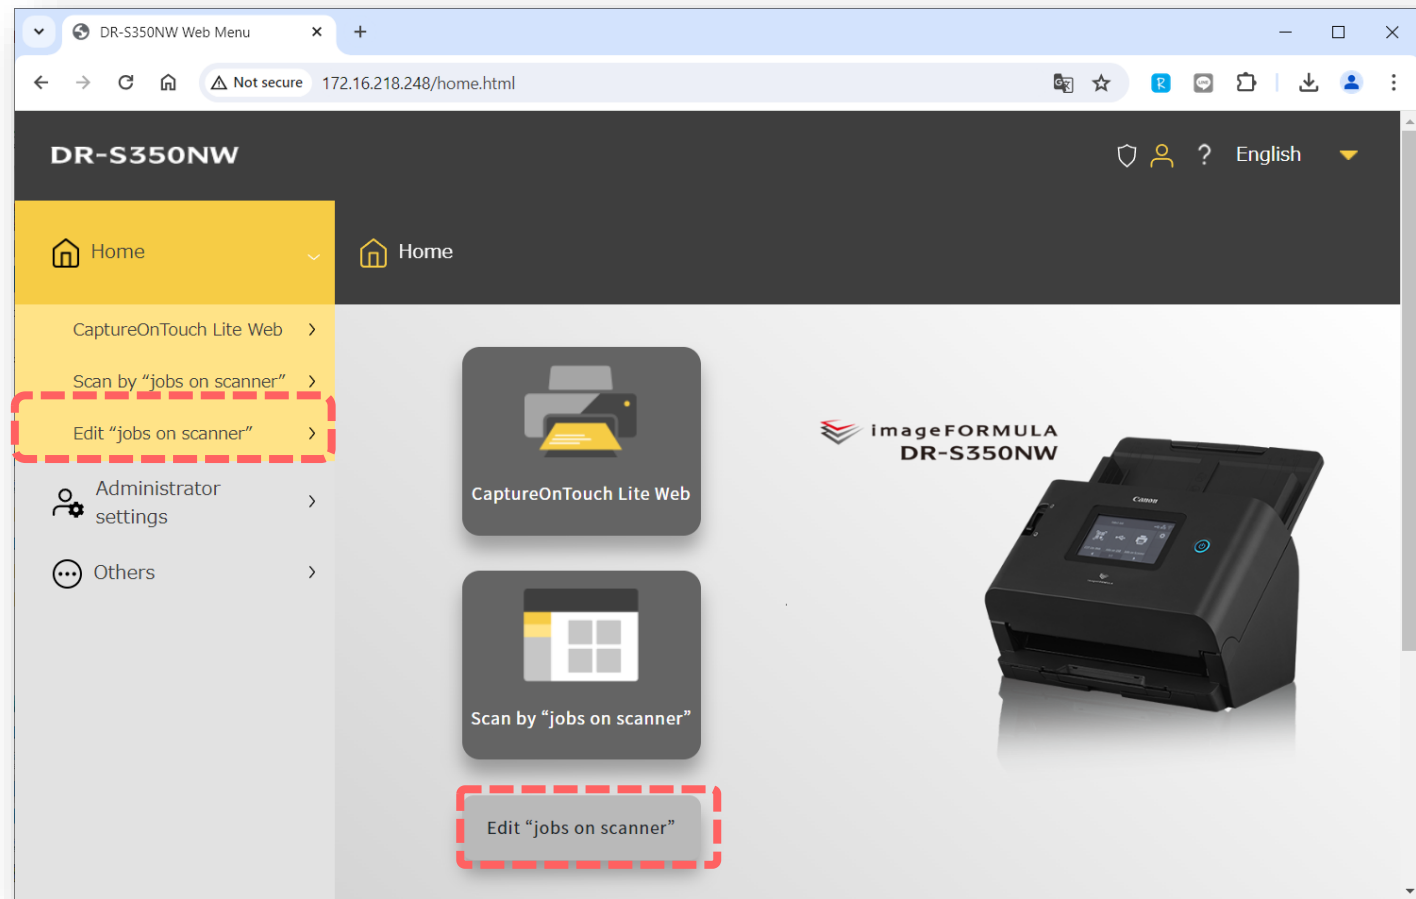 DR-S350NW Web Menu
Not secure
172.16.218.248/home.html
DR-S350NW
English
Home
Home
CaptureOnTouch Lite Web
Scan by “jobs on scanner”
Edit “jobs on scanner”
Administrator
settings
Others
CaptureOnTouch Lite Web
Scan by “jobs on scanner”
Edit “jobs on scanner”
imageFORMULA
DR-S350NW
Canon